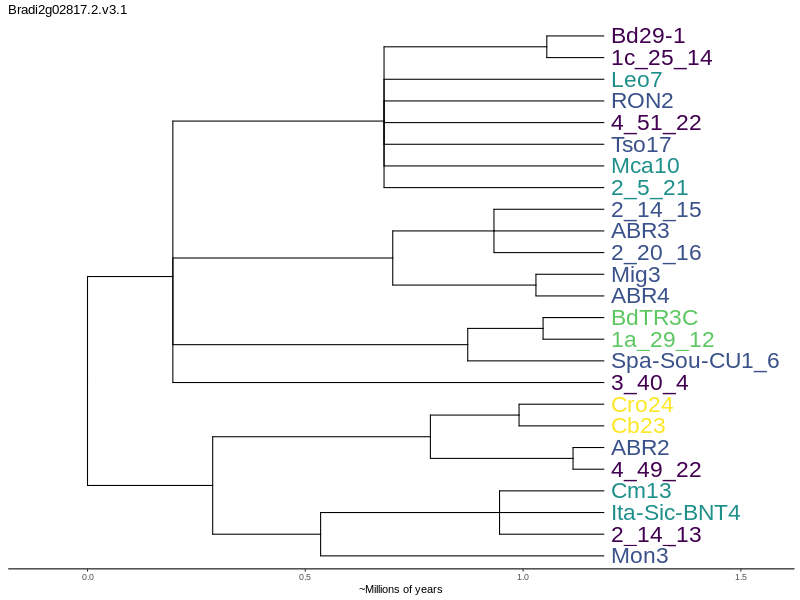 Bradi2g02817.2.v3.1
Bd29-1
1c_25_14
Leo7
RON2
4_51_22
Tso17
Mca10
2_5_21
2_14_15
ABR3
2_20_16
Mig3
ABR4
BdTR3C
1a_29_12
Spa-Sou-CU1_6
3_40_4
Cro24
Cb23
ABR2
4_49_22
Cm13
Ita-Sic-BNT4
2_14_13
Mon3
0.0 0.5 1.0 1.5
~Millions of years